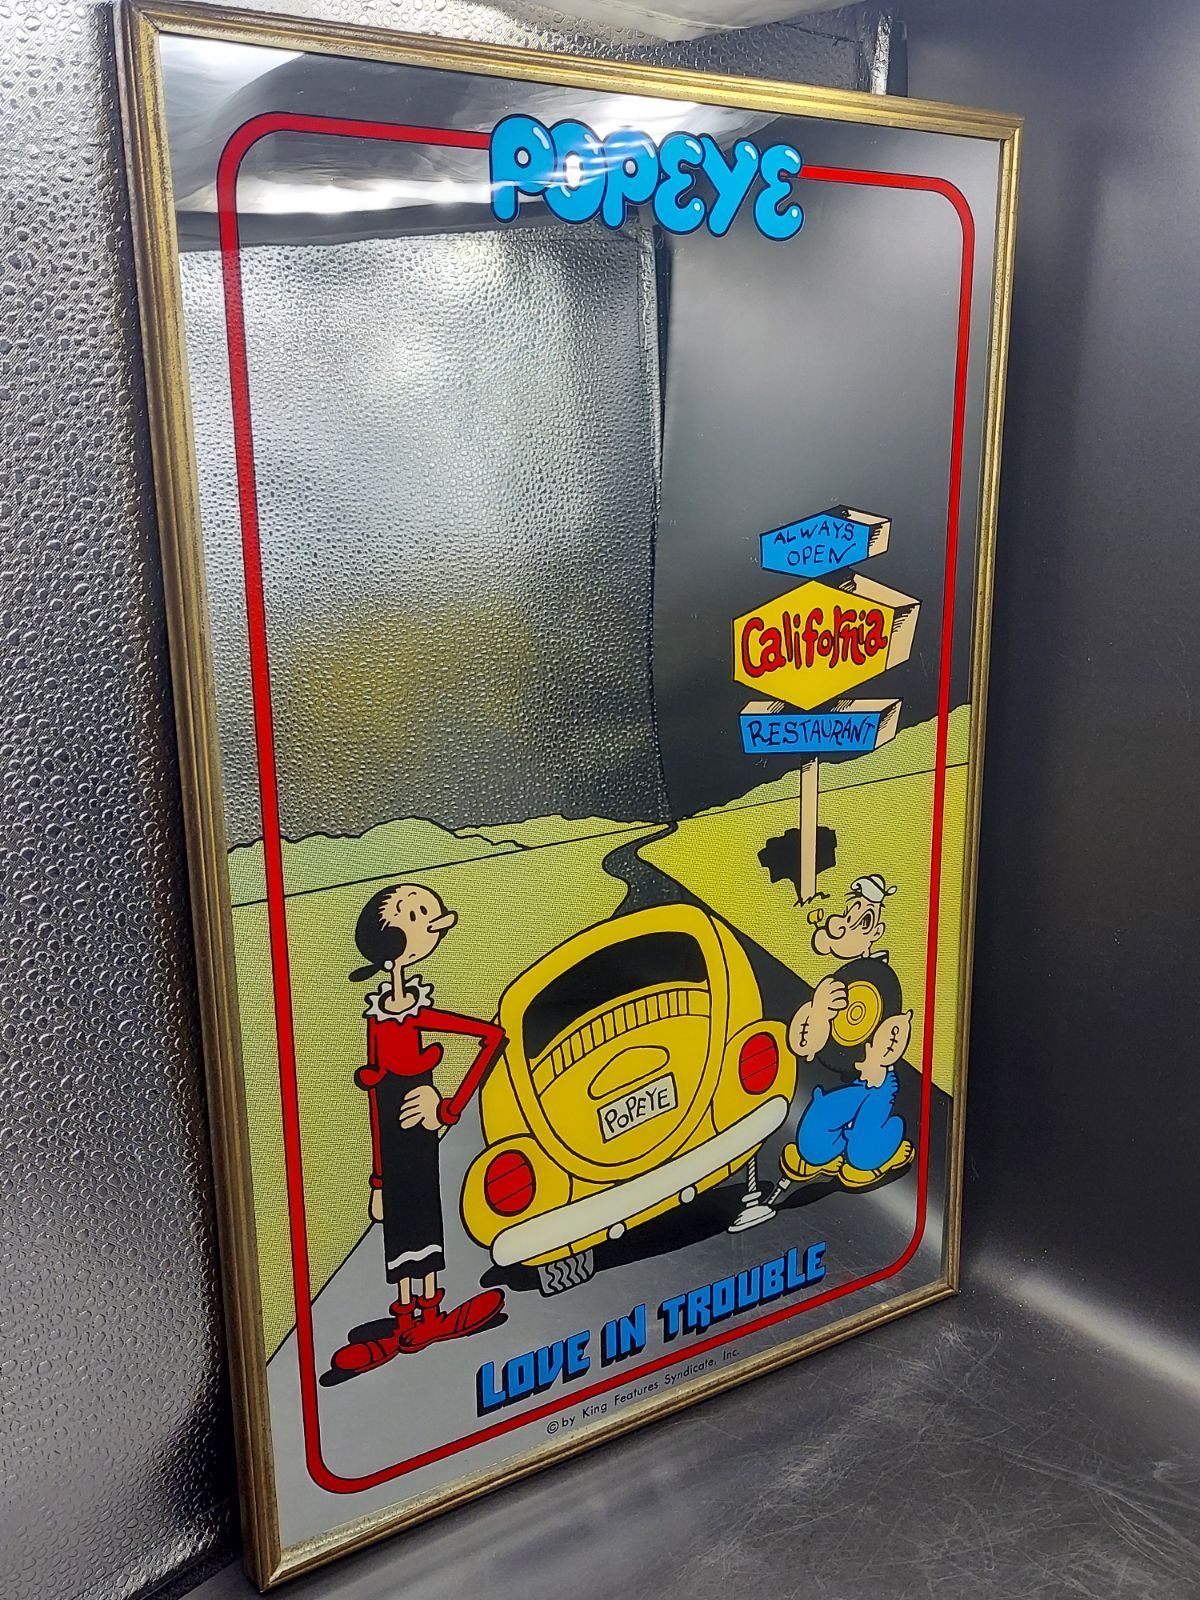 POPEYE
ALWAYS
OPEN
California
RESTAURANT
POPEYE
LOVE IN TROUBLE
© by King Features Syndicate, Inc.